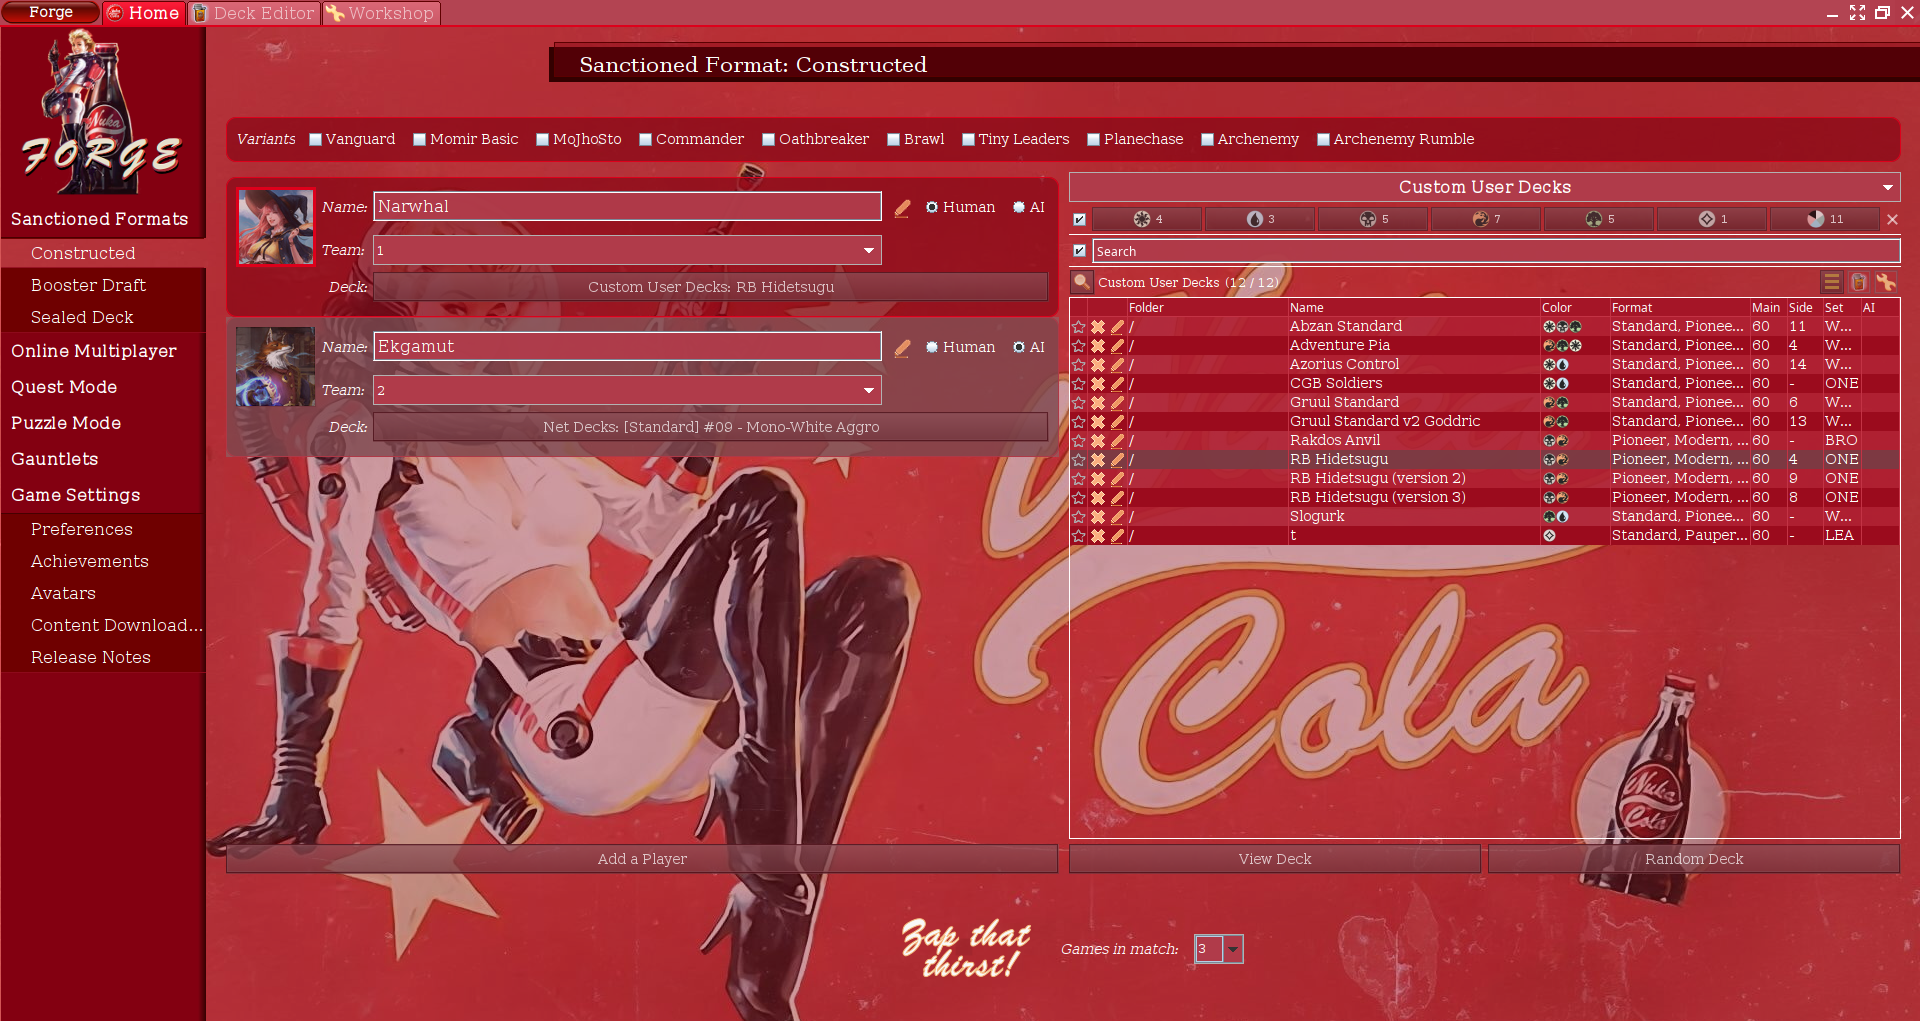 Forge
Home
Deck Editor
Workshop
Nuka
FORGE
Sanctioned Format: Constructed
Sanctioned Formats
Constructed
Booster Draft
Sealed Deck
Online Multiplayer
Quest Mode
Puzzle Mode
Gauntlets
Game Settings
Preferences
Achievements
Avatars
Content Download...
Release Notes
Variants Vanguard Momir Basic MoJhoSto Commander Oathbreaker Brawl Tiny Leaders Planechase Archenemy Archenemy Rumble
Name: Narwhal Human AI
Team: 1
Deck: Custom User Decks: RB Hidetsugu
Name: Ekgamut Human AI
Team: 2
Deck: Net Decks: [Standard] #09 - Mono-White Aggro
Add a Player
Custom User Decks
4 3 5 7 5 1 11
Search
Custom User Decks (12 / 12)
Folder Name Color Format Main Side Set AI
/ Abzan Standard Standard, Pionee... 60 11 W...
/ Adventure Pia Standard, Pionee... 60 4 W...
/ Azorius Control Standard, Pionee... 60 14 W...
/ CGB Soldiers Standard, Pionee... 60 - ONE
/ Gruul Standard Standard, Pionee... 60 6 W...
/ Gruul Standard v2 Goddric Standard, Pionee... 60 13 W...
/ Rakdos Anvil Pioneer, Modern, ... 60 - BRO
/ RB Hidetsugu Pioneer, Modern, ... 60 4 ONE
/ RB Hidetsugu (version 2) Pioneer, Modern, ... 60 9 ONE
/ RB Hidetsugu (version 3) Pioneer, Modern, ... 60 8 ONE
/ Slogurk Standard, Pionee... 60 - W...
/ t Standard, Pauper... 60 - LEA
Cola
Nuka
Cola
View Deck
Random Deck
Zap that
thirst!
Games in match: 3